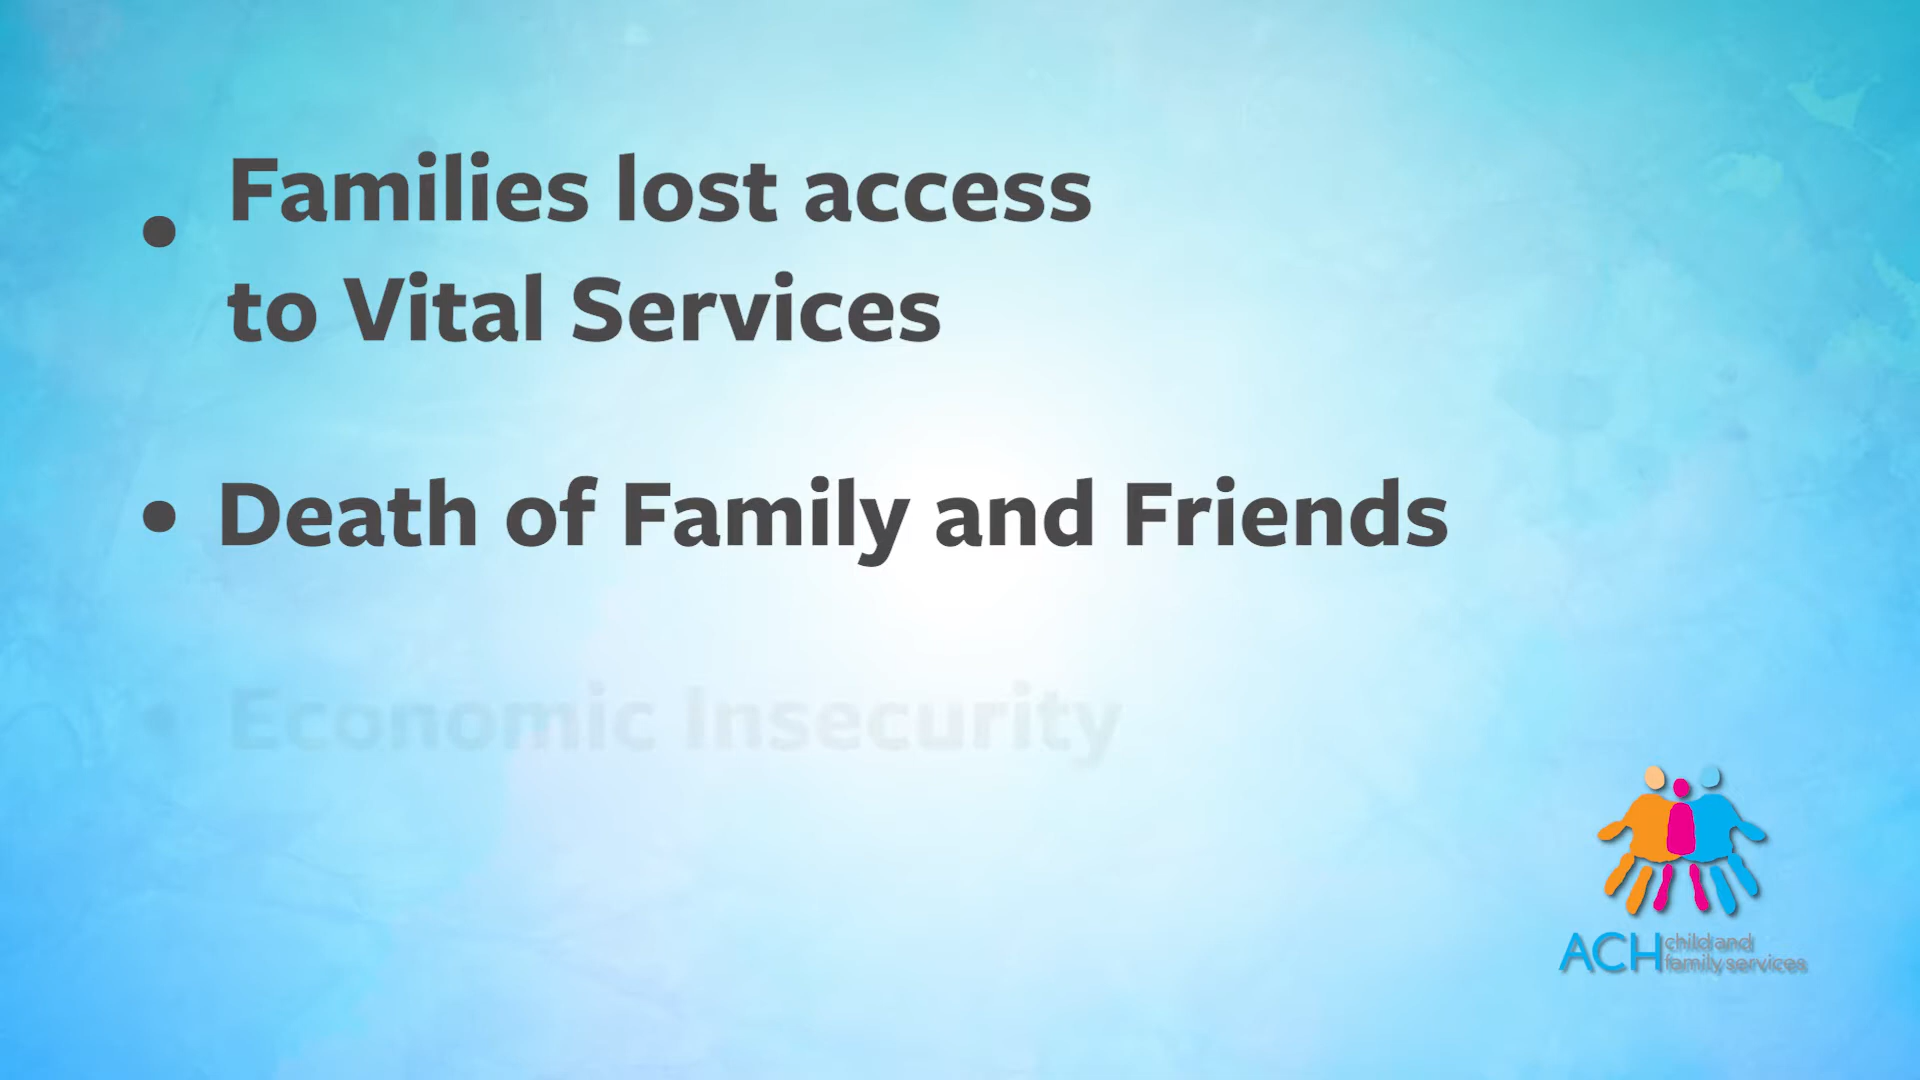 • Families lost access
to Vital Services
• Death of Family and Friends
• Economic Insecurity
ACH child and
family services